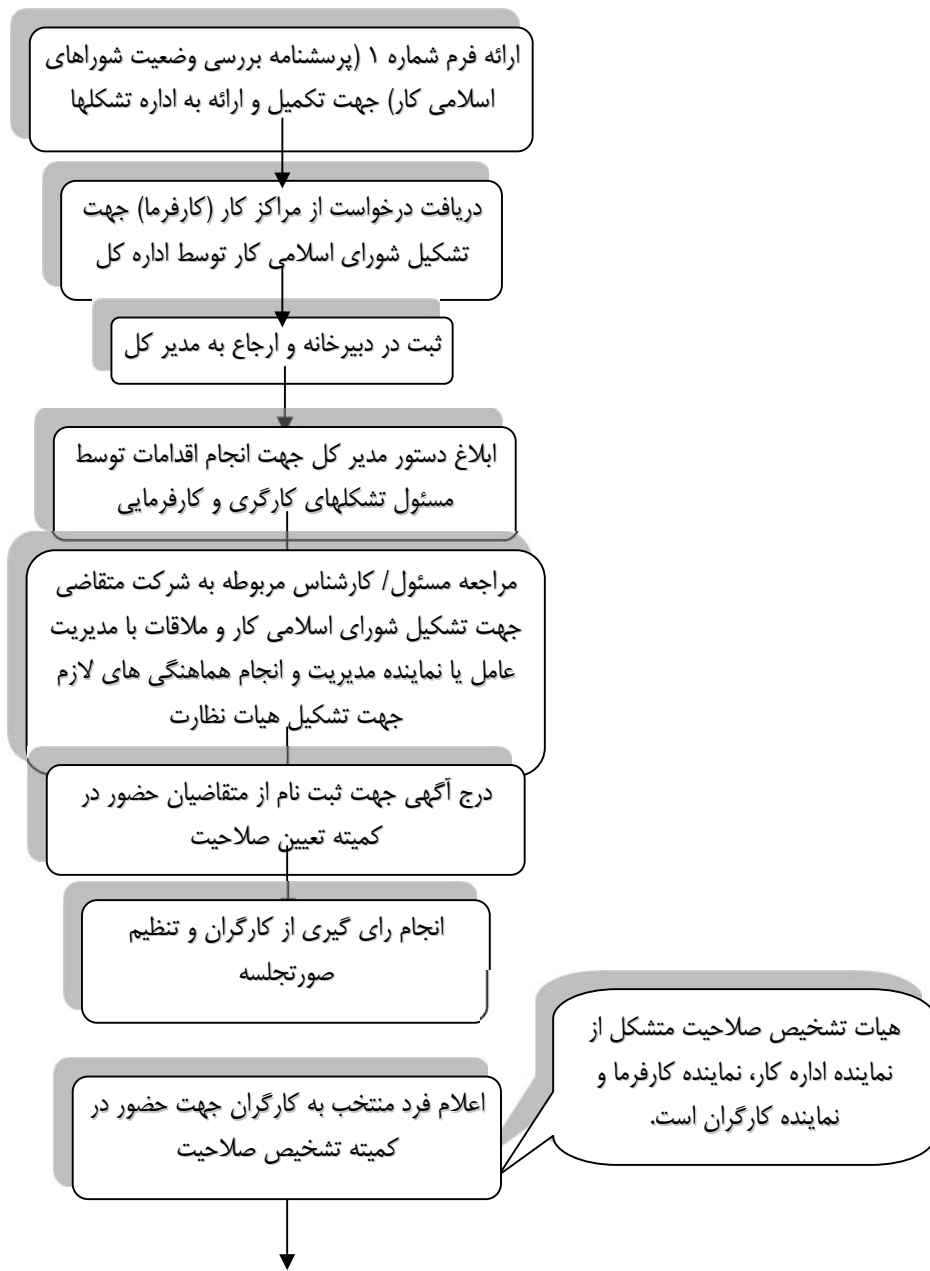 ارائه فرم شماره ۱ (پرسشنامه بررسی وضعیت شوراهای
اسلامی کار) جهت تکمیل و ارائه به اداره تشکلها
دریافت درخواست از مراکز کار (کارفرما) جهت
تشکیل شورای اسلامی کار توسط اداره کل
ثبت در دبیرخانه و ارجاع به مدیر کل
ابلاغ دستور مدیر کل جهت انجام اقدامات توسط
مسئول تشکلهای کارگری و کارفرمایی
مراجعه مسئول/ کارشناس مربوطه به شرکت متقاضی
جهت تشکیل شورای اسلامی کار و ملاقات با مدیریت
عامل یا نماینده مدیریت و انجام هماهنگی های لازم
جهت تشکیل هیات نظارت
درج آگهی جهت ثبت نام از متقاضیان حضور در
کمیته تعیین صلاحیت
انجام رای گیری از کارگران و تنظیم
صورتجلسه
هیات تشخیص صلاحیت متشکل از
نماینده اداره کار، نماینده کارفرما و
نماینده کارگران است.
اعلام فرد منتخب به کارگران جهت حضور در
کمیته تشخیص صلاحیت